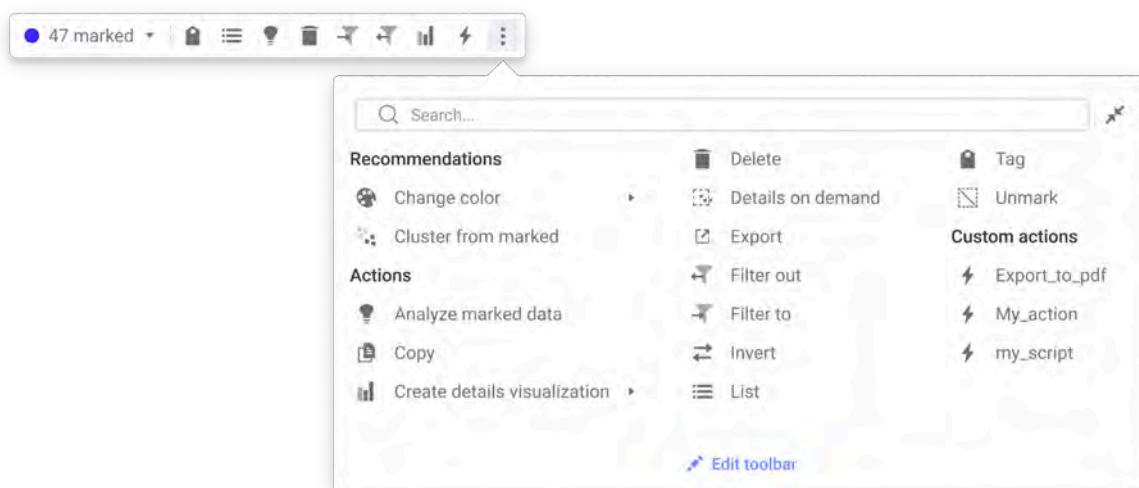 47 marked
Search...
Recommendations
Change color
Cluster from marked
Actions
Analyze marked data
Copy
Create details visualization
Delete
Details on demand
Export
Filter out
Filter to
Invert
List
Tag
Unmark
Custom actions
Export_to_pdf
My_action
my_script
Edit toolbar